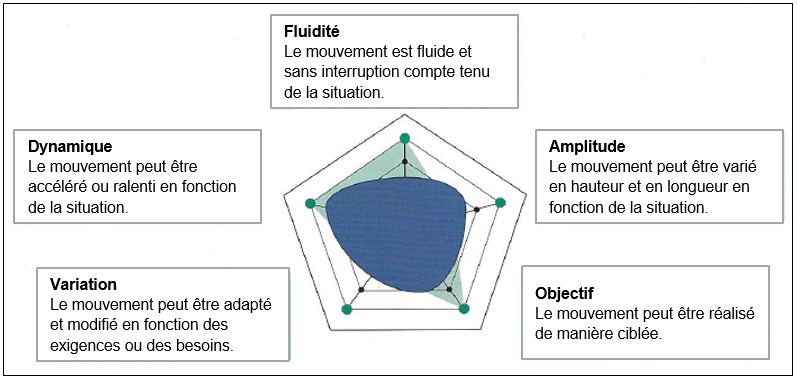 Fluidité
Le mouvement est fluide et
sans interruption compte tenu
de la situation.
Dynamique
Le mouvement peut être
accéléré ou ralenti en fonction
de la situation.
Amplitude
Le mouvement peut être varié
en hauteur et en longueur en
fonction de la situation.
Variation
Le mouvement peut être adapté
et modifié en fonction des
exigences ou des besoins.
Objectif
Le mouvement peut être réalisé
de manière ciblée.